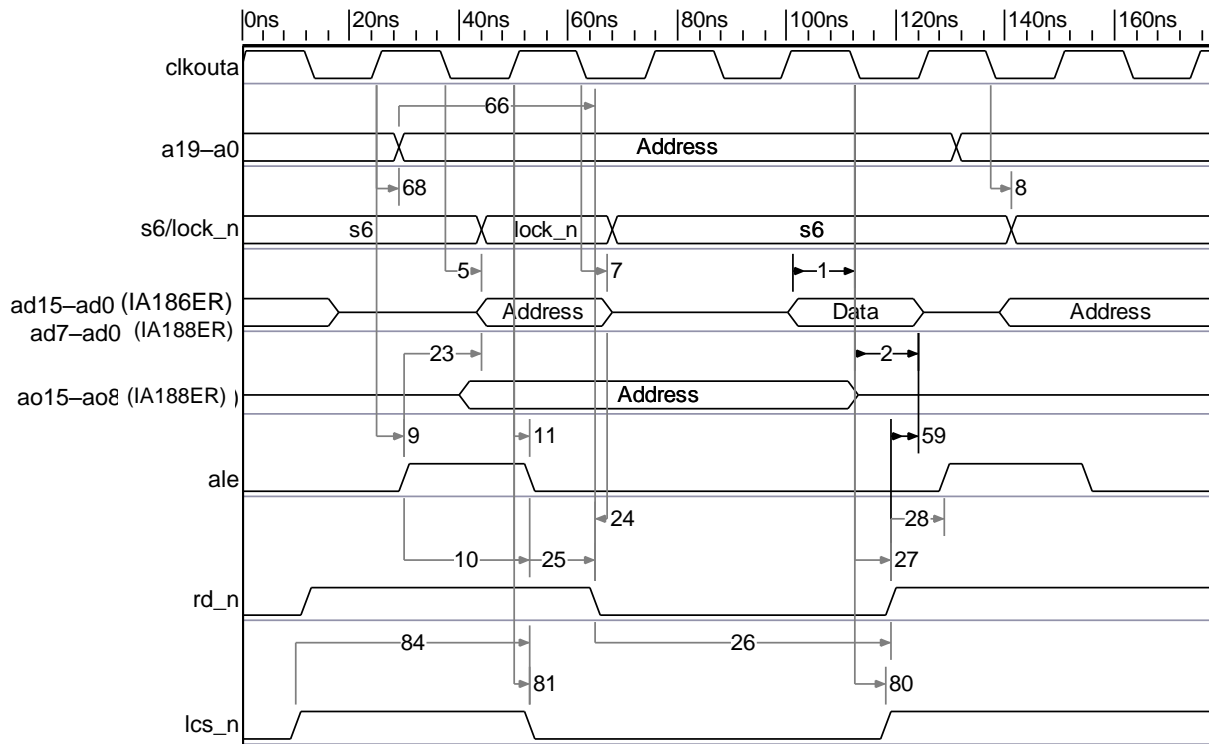 0ns 20ns 40ns 60ns 80ns 100ns 120ns 140ns 160ns
clkouta
66
a19–a0 Address
68 8
s6/lock_n s6 lock_n s6
5 7 1
ad15–ad0 (IA186ER) Address Data Address
ad7–ad0 (IA188ER)
23 2
ao15–ao8 (IA188ER) ) Address
9 11 59
ale
24 28
10 25 27
rd_n
84 26
81 80
lcs_n